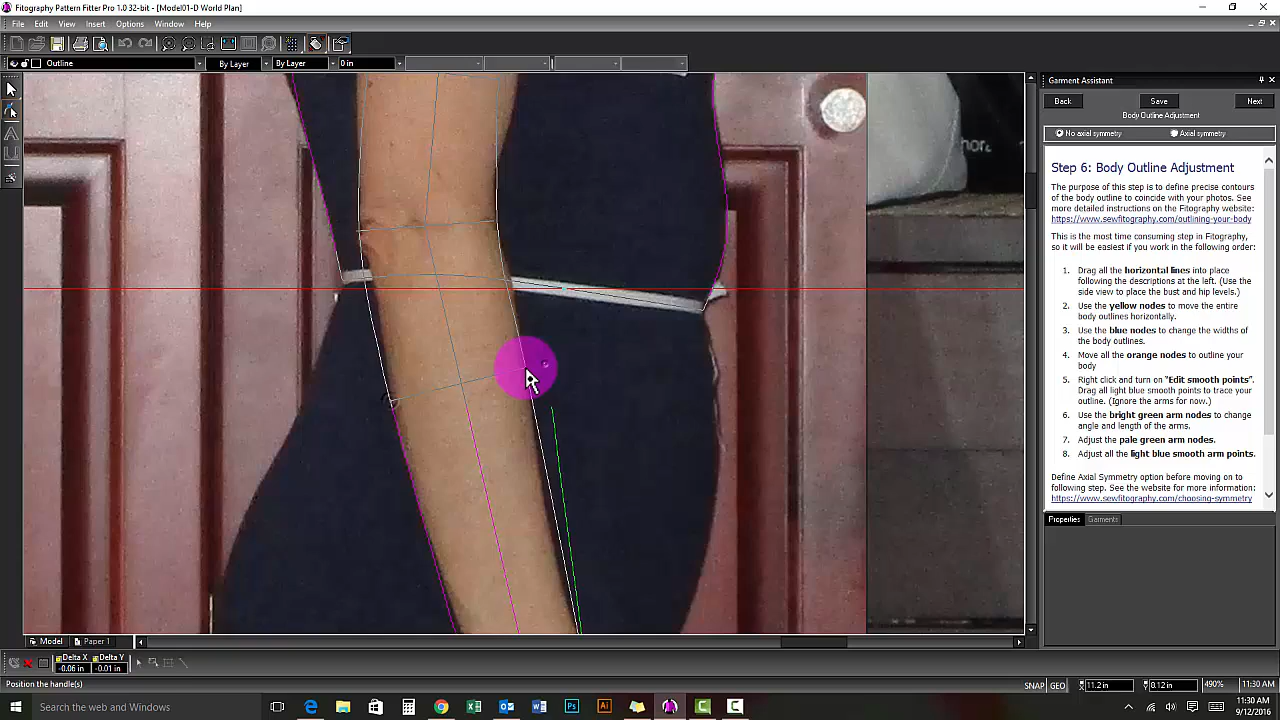 Fitography Pattern Fitter Pro 1.0 32-bit - [Model01-D World Plan]
File Edit View Insert Options Window Help
Outline By Layer By Layer 0 in
Garment Assistant
Back Save Next
Body Outline Adjustment
No axial symmetry Axial symmetry
Step 6: Body Outline Adjustment
The purpose of this step is to define precise contours
of the body outline to coincide with your photos. See
more detailed instructions on the Fitography website:
https://www.sewfitography.com/outlining-your-body
This is the most time consuming step in Fitography,
so it will be easiest if you work in the following order:
1. Drag all the horizontal lines into place
following the descriptions at the left. (Use the
side view to place the bust and hip levels.)
2. Use the yellow nodes to move the entire
body outlines horizontally.
3. Use the blue nodes to change the widths of
the body outlines.
4. Move all the orange nodes to outline your
body
5. Right click and turn on "Edit smooth points".
Drag all light blue smooth points to trace your
outline. (Ignore the arms for now.)
6. Use the bright green arm nodes to change
angle and length of the arms.
7. Adjust the pale green arm nodes.
8. Adjust all the light blue smooth arm points.
Define Axial Symmetry option before moving on to
following step. See the website for more information:
https://www.sewfitography.com/choosing-symmetry
Properties Garments
hor
Model Paper 1
Delta X Delta Y
-0.06 in -0.01 in
Position the handle(s)
SNAP GEO X 11.2 in Y 8.12 in 490% 11:30 AM
Search the web and Windows
11:30 AM
9/12/2016